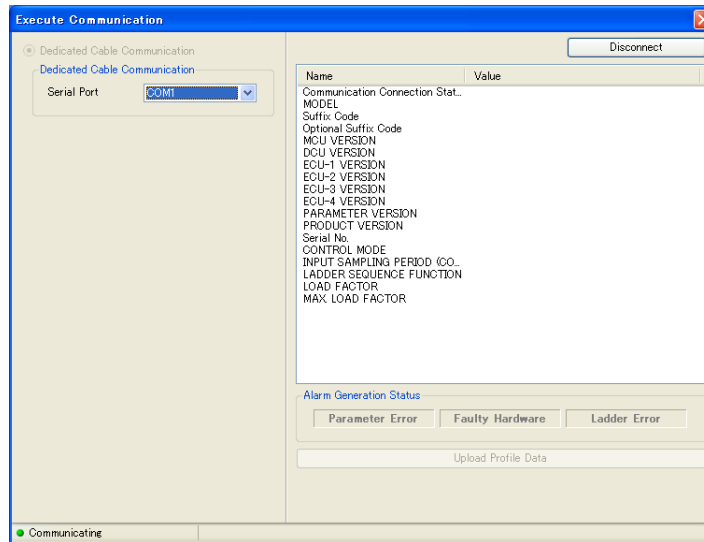 Execute Communication
Dedicated Cable Communication
Dedicated Cable Communication
Serial Port COM1
Disconnect
Name Value
Communication Connection Stat...
MODEL
Suffix Code
Optional Suffix Code
MCU VERSION
DCU VERSION
ECU-1 VERSION
ECU-2 VERSION
ECU-3 VERSION
ECU-4 VERSION
PARAMETER VERSION
PRODUCT VERSION
Serial No.
CONTROL MODE
INPUT SAMPLING PERIOD (CO...
LADDER SEQUENCE FUNCTION
LOAD FACTOR
MAX. LOAD FACTOR
Alarm Generation Status
Parameter Error Faulty Hardware Ladder Error
Upload Profile Data
Communicating